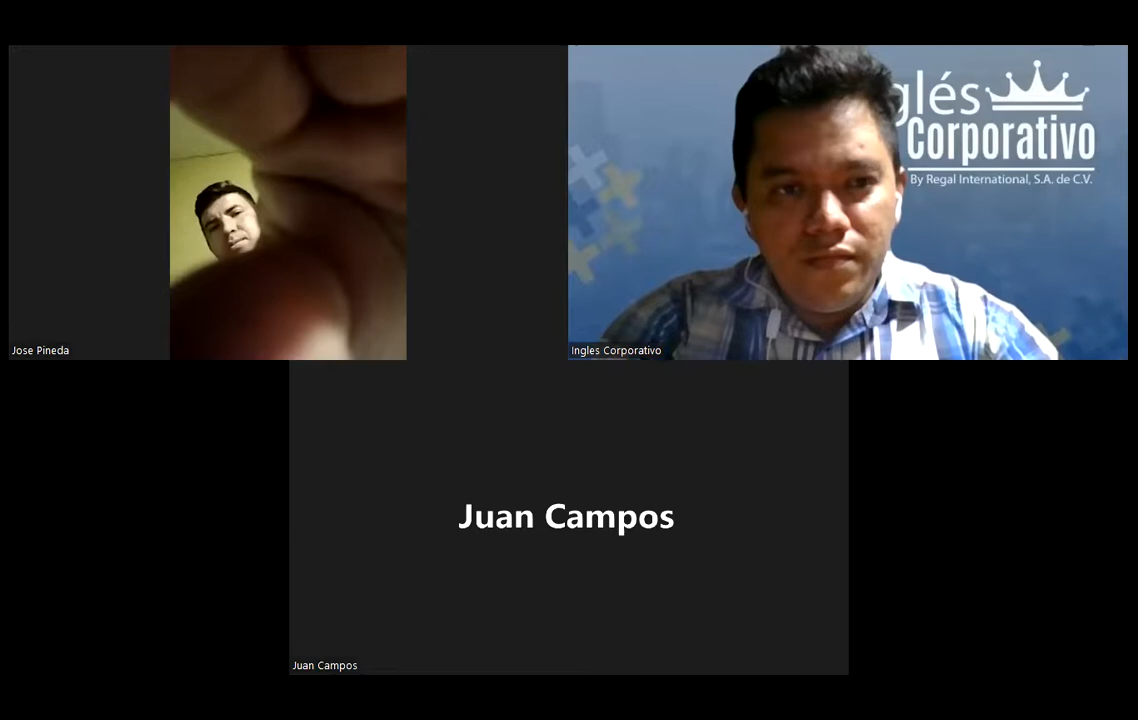 glés
Corporativo
By Regal International, S.A. de C.V.
Jose Pineda
Ingles Corporativo
Juan Campos
Juan Campos